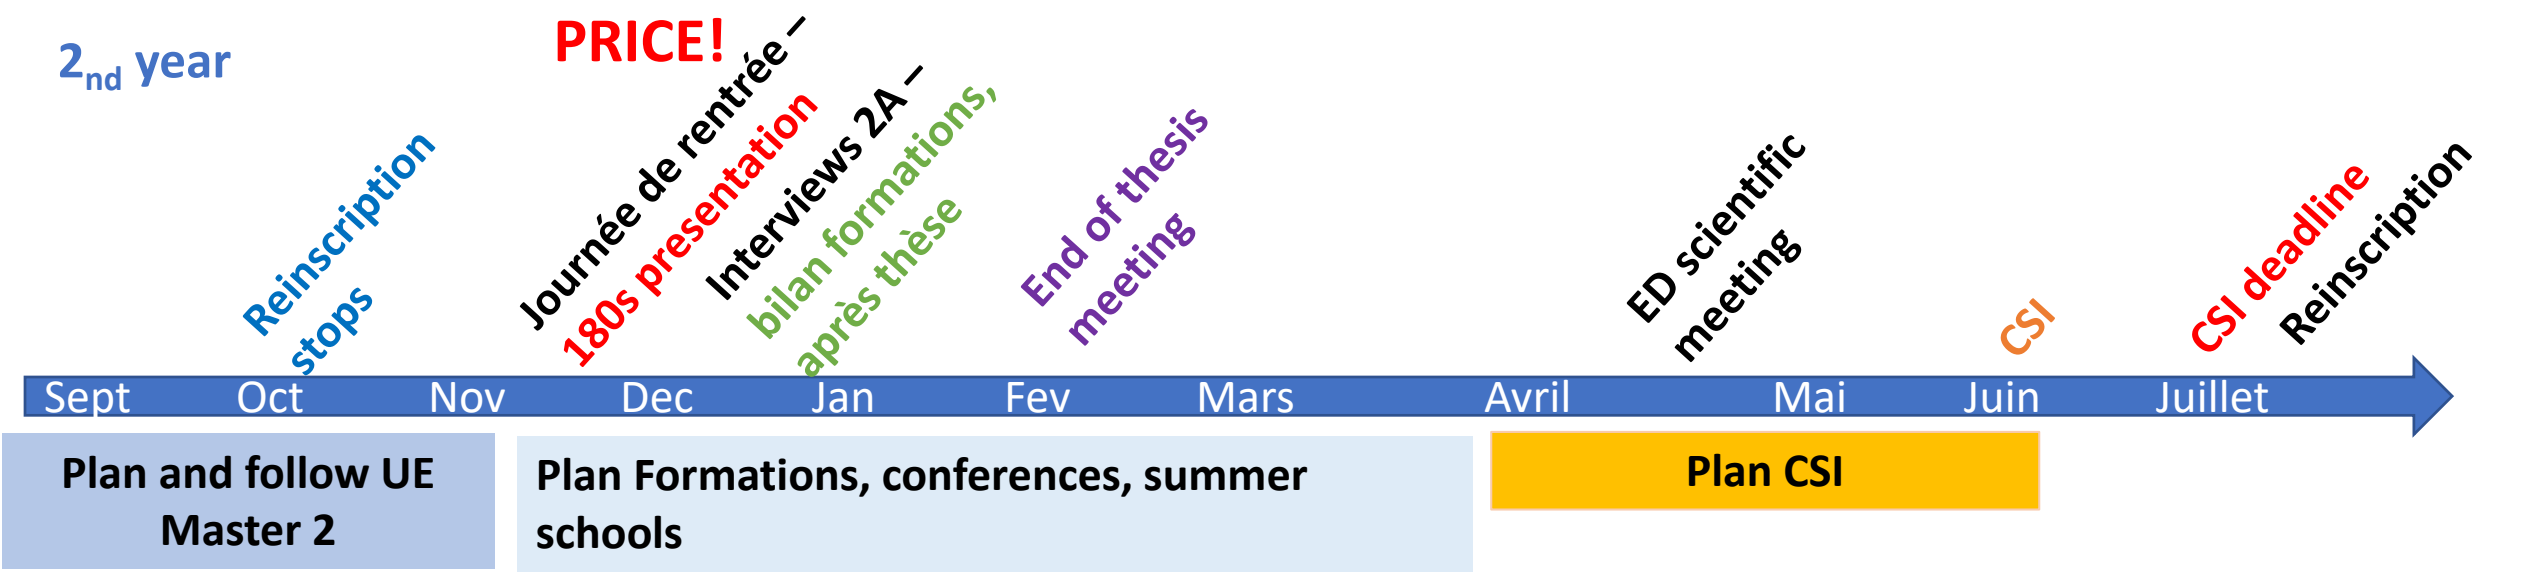 2nd year
PRICE!
Reinscription
stops
Journée de rentrée –
180s presentation
Interviews 2A –
bilan formations,
après thèse
End of thesis
meeting
ED scientific
meeting
CSI
CSI deadline
Reinscription
Sept Oct Nov Dec Jan Fev Mars Avril Mai Juin Juillet
Plan and follow UE
Master 2
Plan Formations, conferences, summer
schools
Plan CSI